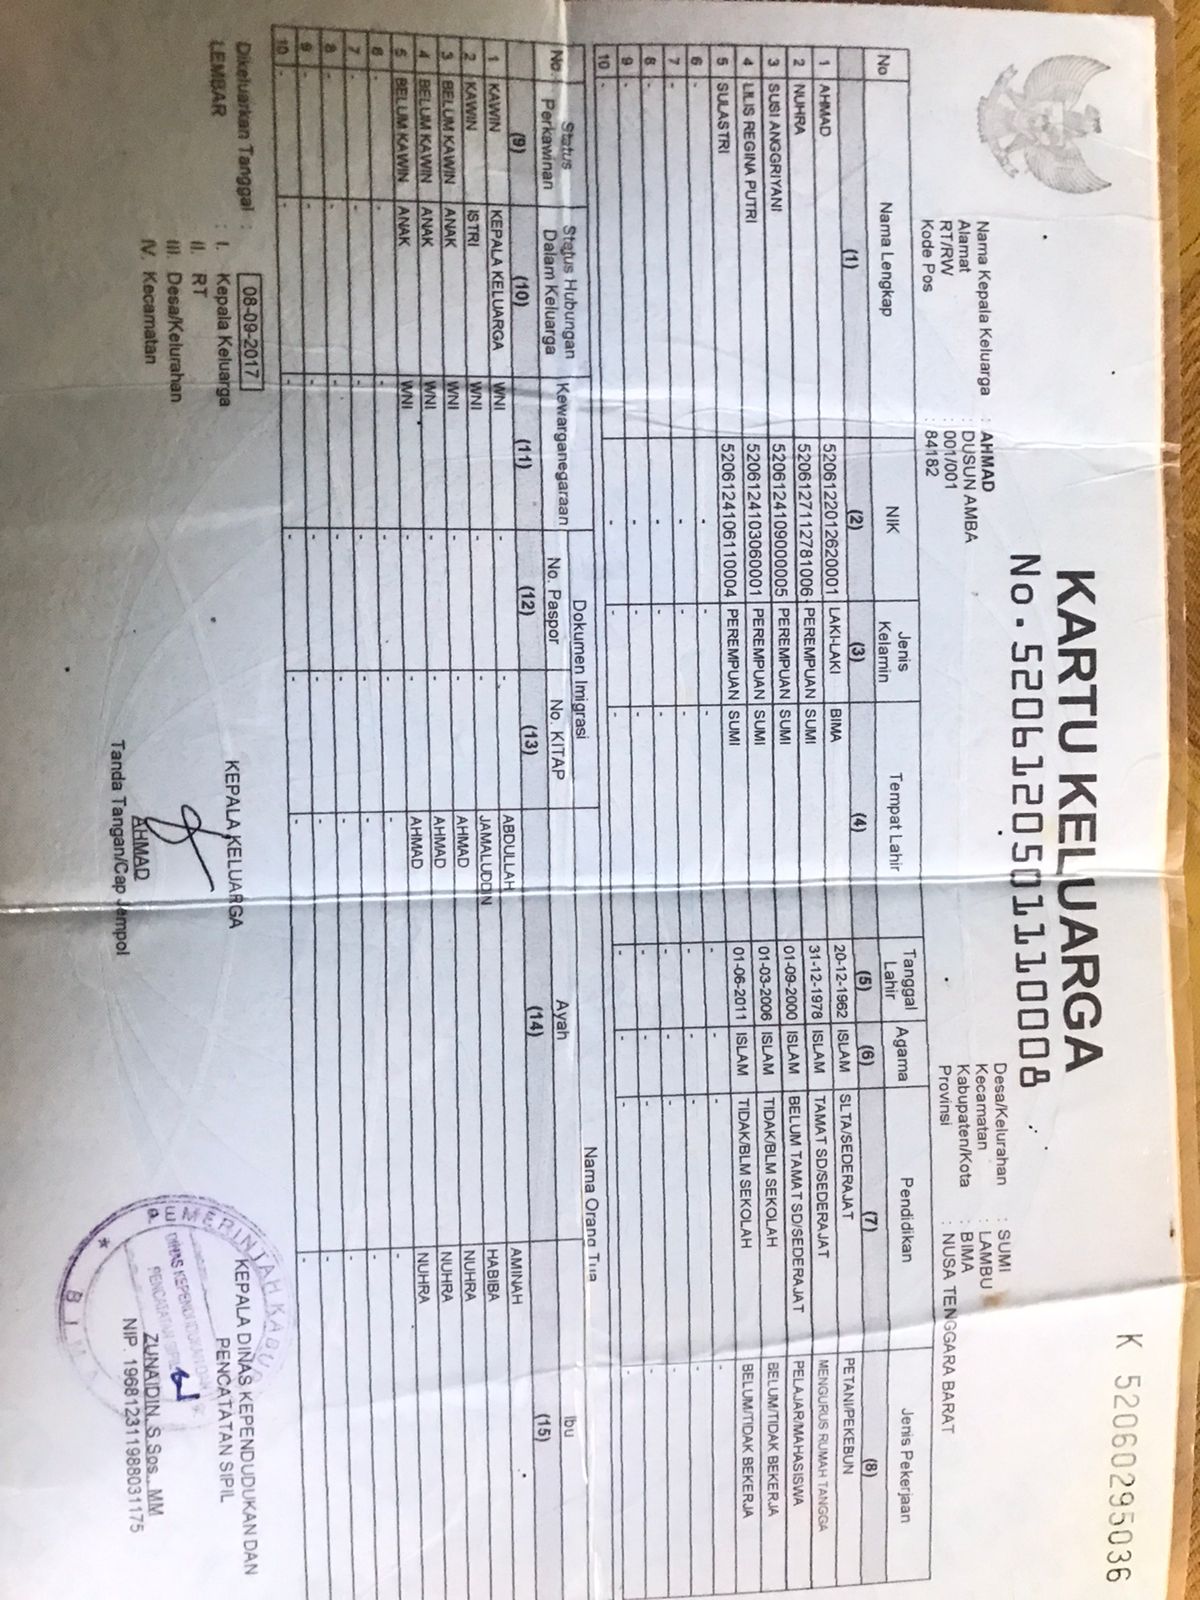 K 520602295036
KARTU KELUARGA
No. 5206120501110008
Nama Kepala Keluarga : AHMAD
Alamat : DUSUN AMBA
RT/RW : 001/001
Kode Pos : 84182
Desa/Kelurahan : SUMI
Kecamatan : LAMBU
Kabupaten/Kota : BIMA
Provinsi : NUSA TENGGARA BARAT
No Nama Lengkap NIK Jenis Kelamin Tempat Lahir Tanggal Lahir Agama Pendidikan Jenis Pekerjaan
(1) (2) (3) (4) (5) (6) (7) (8)
1 AHMAD 5206122012620001 LAKI-LAKI BIMA 20-12-1962 ISLAM SLTA/SEDERAJAT PETANI/PEKEBUN
2 NUHRA 5206127112781006 PEREMPUAN SUMI 31-12-1978 ISLAM TAMAT SD/SEDERAJAT MENGURUS RUMAH TANGGA
3 SUSI ANGGRIYANI 5206124109000005 PEREMPUAN SUMI 01-09-2000 ISLAM BELUM TAMAT SD/SEDERAJAT PELAJAR/MAHASISWA
4 LILIS REGINA PUTRI 5206124103060001 PEREMPUAN SUMI 01-03-2006 ISLAM TIDAK/BLM SEKOLAH BELUM/TIDAK BEKERJA
5 SULASTRI 5206124106110004 PEREMPUAN SUMI 01-06-2011 ISLAM TIDAK/BLM SEKOLAH BELUM/TIDAK BEKERJA
6 - - - - - - - -
7 - - - - - - - -
8 - - - - - - - -
9 - - - - - - - -
10 - - - - - - - -
No. Status Perkawinan Status Hubungan Dalam Keluarga Kewarganegaraan Dokumen Imigrasi Nama Orang Tua
No. Paspor No. KITAP Ayah Ibu
(9) (10) (11) (12) (13) (14) (15)
1 KAWIN KEPALA KELUARGA WNI - - ABDULLAH AMINAH
2 KAWIN ISTRI WNI - - JAMALUDDIN HABIBA
3 BELUM KAWIN ANAK WNI - - AHMAD NUHRA
4 BELUM KAWIN ANAK WNI - - AHMAD NUHRA
5 BELUM KAWIN ANAK WNI - - AHMAD NUHRA
6 - - - - - - -
7 - - - - - - -
8 - - - - - - -
9 - - - - - - -
10 - - - - - - -
Dikeluarkan Tanggal : 08-09-2017
LEMBAR : I. Kepala Keluarga
II. RT
III. Desa/Kelurahan
IV. Kecamatan
KEPALA KELUARGA
AHMAD
Tanda Tangan/Cap Jempol
KEPALA DINAS KEPENDUDUKAN DAN
PENCATATAN SIPIL
ZUNAIDIN, S.Sos., MM
NIP. 196812311988031175
PEMERINTAH KABUP
DINAS KEPENDUDUKAN DAN
PENCATATAN SIPIL
BIMA